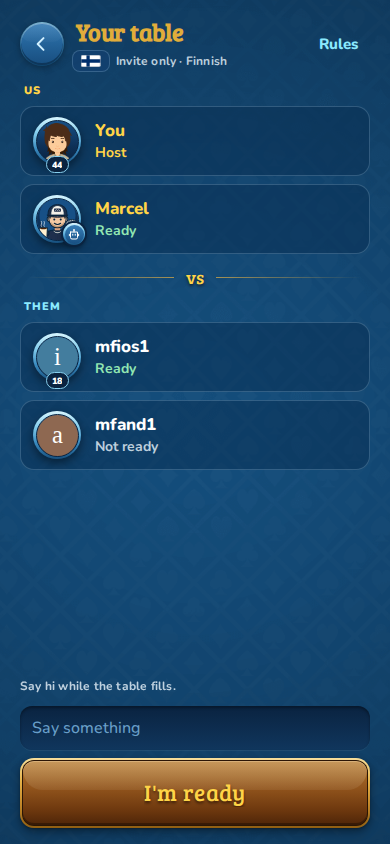 Your table
Rules
Invite only · Finnish
US
You
Host
44
Marcel
Ready
VS
THEM
i
mfios1
Ready
18
a
mfand1
Not ready
Say hi while the table fills.
Say something
I'm ready